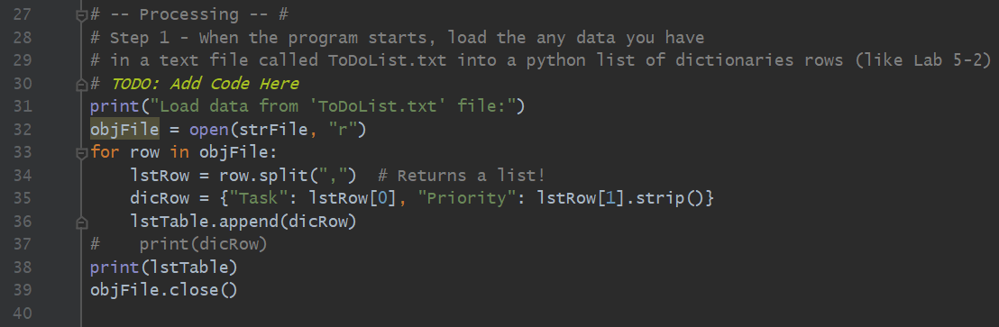 27 # -- Processing -- #
28 # Step 1 - When the program starts, load the any data you have
29 # in a text file called ToDoList.txt into a python list of dictionaries rows (like Lab 5-2)
30 # TODO: Add Code Here
31 print("Load data from 'ToDoList.txt' file:")
32 objFile = open(strFile, "r")
33 for row in objFile:
34     lstRow = row.split(",")  # Returns a list!
35     dicRow = {"Task": lstRow[0], "Priority": lstRow[1].strip()}
36     lstTable.append(dicRow)
37 #    print(dicRow)
38 print(lstTable)
39 objFile.close()
40